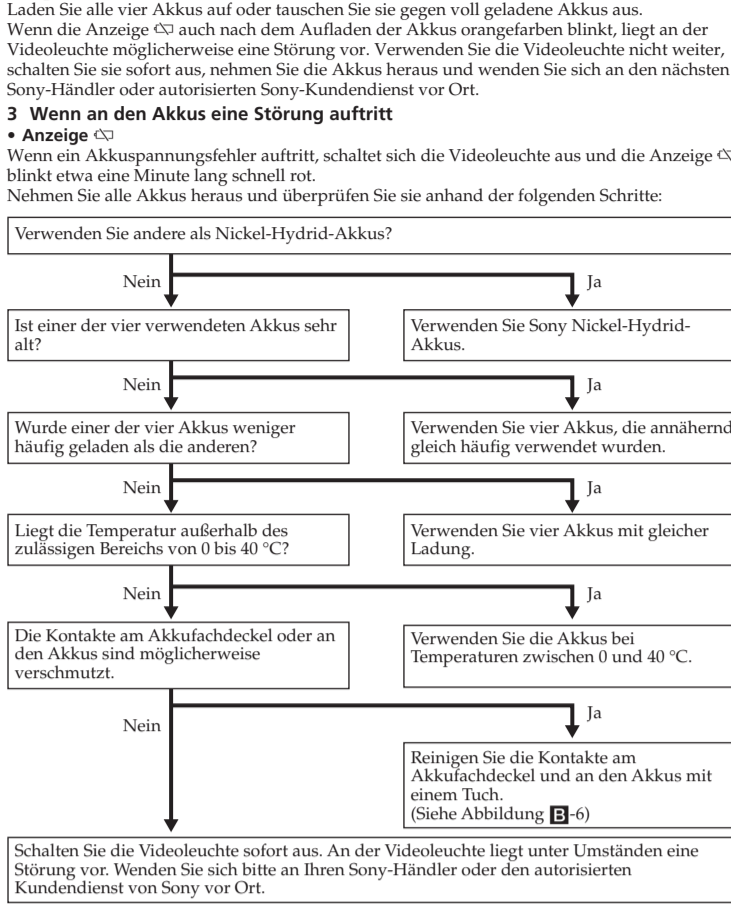 Laden Sie alle vier Akkus auf oder tauschen Sie sie gegen voll geladene Akkus aus.
Wenn die Anzeige auch nach dem Aufladen der Akkus orangefarben blinkt, liegt an der
Videoleuchte möglicherweise eine Störung vor. Verwenden Sie die Videoleuchte nicht weiter,
schalten Sie sie sofort aus, nehmen Sie die Akkus heraus und wenden Sie sich an den nächsten
Sony-Händler oder autorisierten Sony-Kundendienst vor Ort.
3 Wenn an den Akkus eine Störung auftritt
• Anzeige
Wenn ein Akkuspannungsfehler auftritt, schaltet sich die Videoleuchte aus und die Anzeige
blinkt etwa eine Minute lang schnell rot.
Nehmen Sie alle Akkus heraus und überprüfen Sie sie anhand der folgenden Schritte:
Verwenden Sie andere als Nickel-Hydrid-Akkus?
Nein
Ja
Ist einer der vier verwendeten Akkus sehr
alt?
Verwenden Sie Sony Nickel-Hydrid-
Akkus.
Nein
Ja
Wurde einer der vier Akkus weniger
häufig geladen als die anderen?
Verwenden Sie vier Akkus, die annähernd
gleich häufig verwendet wurden.
Nein
Ja
Liegt die Temperatur außerhalb des
zulässigen Bereichs von 0 bis 40 °C?
Verwenden Sie vier Akkus mit gleicher
Ladung.
Nein
Ja
Die Kontakte am Akkufachdeckel oder an
den Akkus sind möglicherweise
verschmutzt.
Verwenden Sie die Akkus bei
Temperaturen zwischen 0 und 40 °C.
Nein
Ja
Reinigen Sie die Kontakte am
Akkufachdeckel und an den Akkus mit
einem Tuch.
(Siehe Abbildung B-6)
Schalten Sie die Videoleuchte sofort aus. An der Videoleuchte liegt unter Umständen eine
Störung vor. Wenden Sie sich bitte an Ihren Sony-Händler oder den autorisierten
Kundendienst von Sony vor Ort.